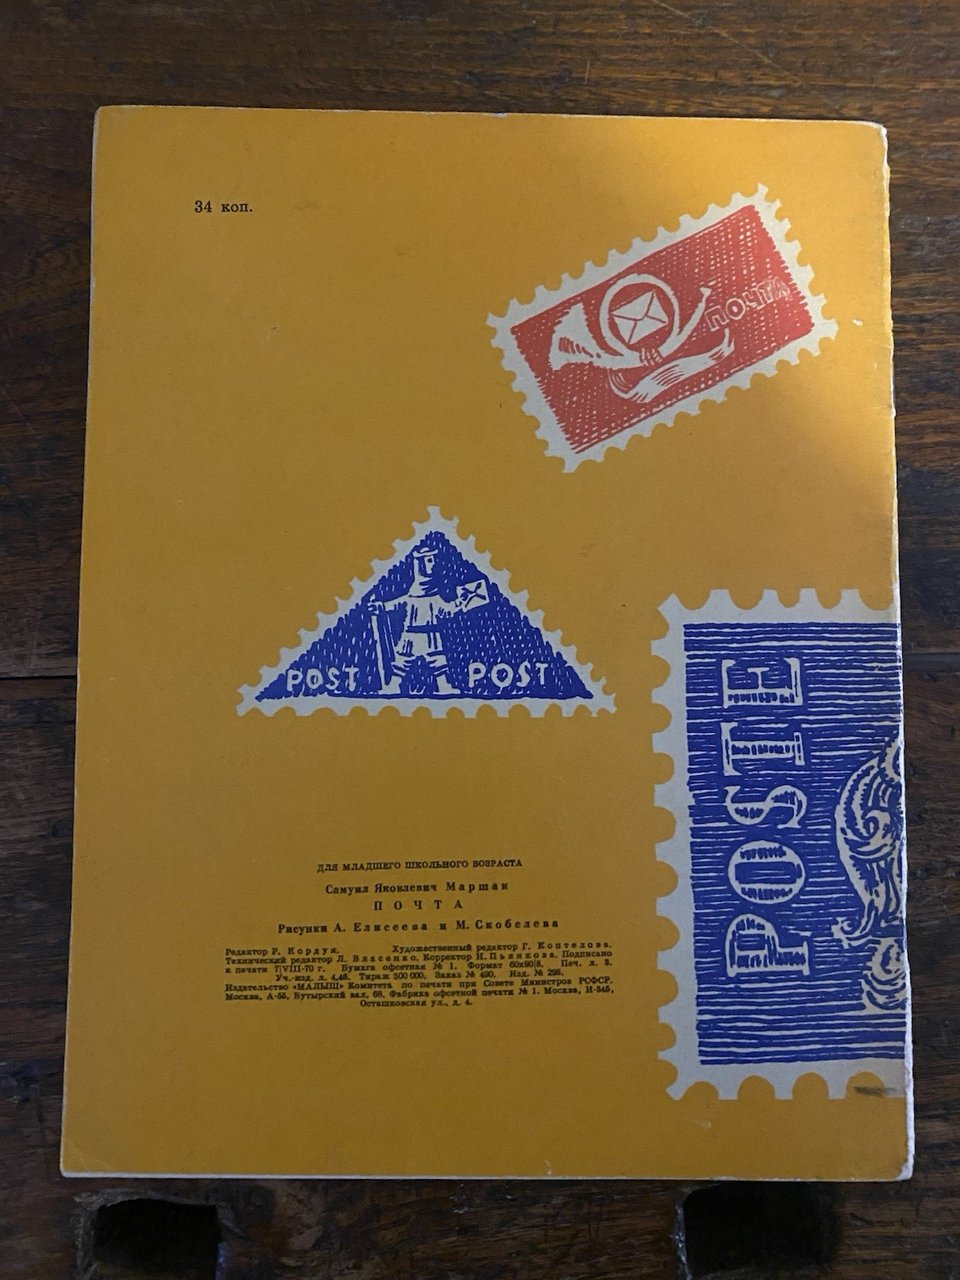 34 коп.
ПОЧТА
POST POST
POSTE
ДЛЯ МЛАДШЕГО ШКОЛЬНОГО ВОЗРАСТА
Самуил Яковлевич Маршак
ПОЧТА
Рисунки А. Елисеева и М. Скобелева
Редактор Р. Кордуя. Художественный редактор Г. Коптелова.
Технический редактор Л. Власенко. Корректор Н. Пьянкова. Подписано
к печати 7|VIII-70 г. Бумага офсетная № 1. Формат 60х90|8. Печ. л. 3.
Уч.-изд. л. 4,46. Тираж 300 000. Заказ № 490. Изд. № 295.
Издательство «МАЛЫШ» Комитета по печати при Совете Министров РСФСР.
Москва, А-55, Бутырский вал, 68. Фабрика офсетной печати № 1. Москва, И-345,
Осташковская ул., д. 4.